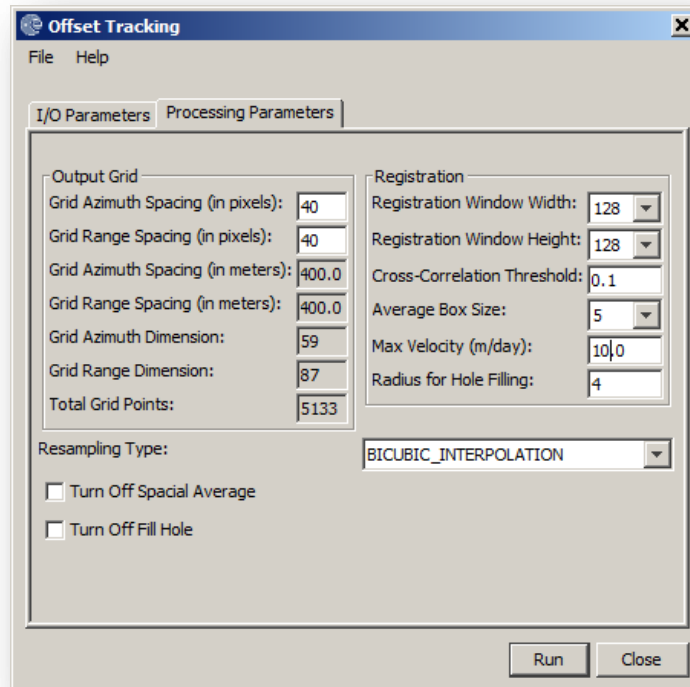 Offset Tracking
File Help
I/O Parameters Processing Parameters
Output Grid
Grid Azimuth Spacing (in pixels): 40
Grid Range Spacing (in pixels): 40
Grid Azimuth Spacing (in meters): 400.0
Grid Range Spacing (in meters): 400.0
Grid Azimuth Dimension: 59
Grid Range Dimension: 87
Total Grid Points: 5133
Registration
Registration Window Width: 128
Registration Window Height: 128
Cross-Correlation Threshold: 0.1
Average Box Size: 5
Max Velocity (m/day): 10.0
Radius for Hole Filling: 4
Resampling Type: BICUBIC_INTERPOLATION
Turn Off Spacial Average
Turn Off Fill Hole
Run Close